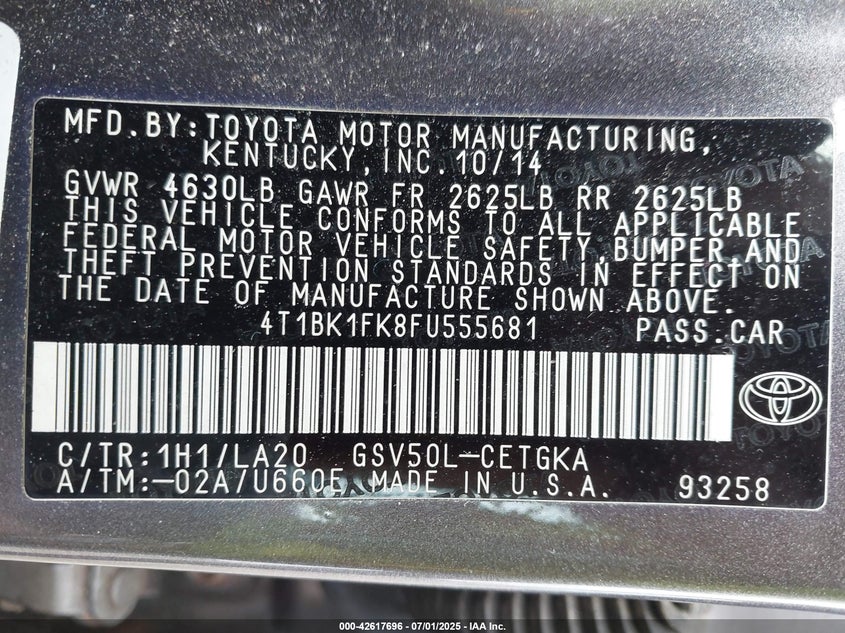 MFD.BY:TOYOTA MOTOR MANUFACTURING,
KENTUCKY,INC.10/14
GVWR 4630LB GAWR FR 2625LB RR 2625LB
THIS VEHICLE CONFORMS TO ALL APPLICABLE
FEDERAL MOTOR VEHICLE SAFETY,BUMPER,AND
THEFT PREVENTION STANDARDS IN EFFECT ON
THE DATE OF MANUFACTURE SHOWN ABOVE.
4T1BK1FK8FU555681 PASS.CAR
C/TR:1H1/LA20 GSV50L-CETGKA
A/TM:-02A/U660E MADE IN U.S.A. 93258
000-42617696 - 07/01/2025 - IAA Inc.